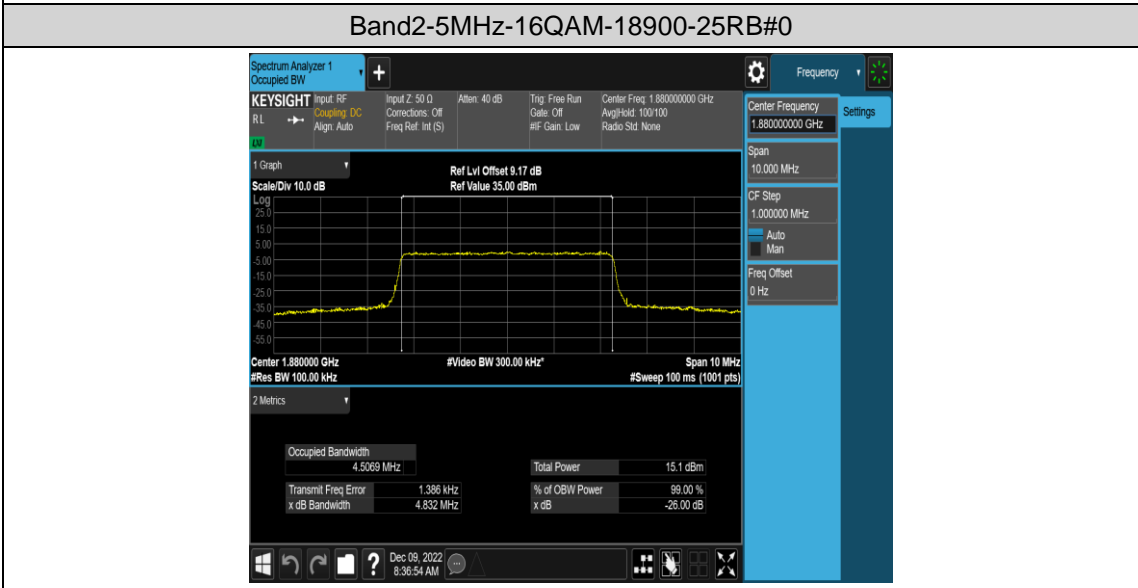 Band2-5MHz-16QAM-18900-25RB#0
Spectrum Analyzer 1
Occupied BW
+
Frequency
KEYSIGHT
RL
LXI
Input: RF
Coupling: DC
Align: Auto
Input Z: 50 Ω
Corrections: Off
Freq Ref: Int (S)
Atten: 40 dB
Trig: Free Run
Gate: Off
#IF Gain: Low
Center Freq: 1.880000000 GHz
Avg|Hold: 100/100
Radio Std: None
Center Frequency
1.880000000 GHz
Settings
Span
10.000 MHz
CF Step
1.000000 MHz
Auto
Man
Freq Offset
0 Hz
1 Graph
Scale/Div 10.0 dB
Ref Lvl Offset 9.17 dB
Ref Value 35.00 dBm
Log
25.0
15.0
5.00
-5.00
-15.0
-25.0
-35.0
-45.0
-55.0
Center 1.880000 GHz
#Video BW 300.00 kHz*
Span 10 MHz
#Res BW 100.00 kHz
#Sweep 100 ms (1001 pts)
2 Metrics
Occupied Bandwidth
4.5069 MHz
Total Power 15.1 dBm
Transmit Freq Error 1.386 kHz
% of OBW Power 99.00 %
x dB Bandwidth 4.832 MHz
x dB -26.00 dB
?
Dec 09, 2022
8:36:54 AM